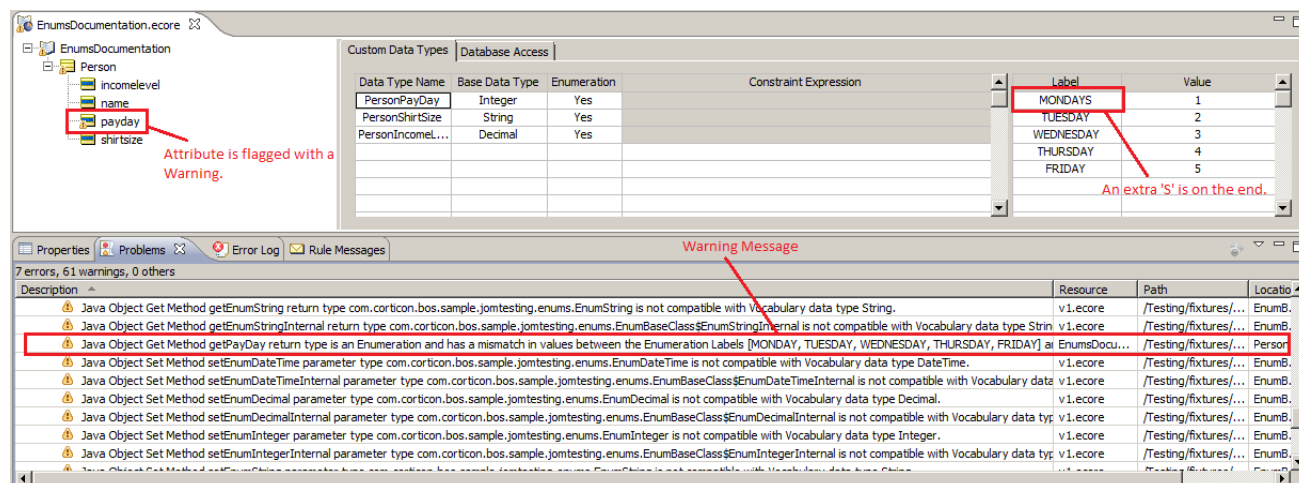 EnumsDocumentation.ecore
EnumsDocumentation
Person
incomelevel
name
payday
shirtsize
Attribute is flagged with a
Warning.
Custom Data Types Database Access
Data Type Name Base Data Type Enumeration Constraint Expression Label Value
PersonPayDay Integer Yes MONDAYS 1
PersonShirtSize String Yes TUESDAY 2
PersonIncomeL... Decimal Yes WEDNESDAY 3
THURSDAY 4
FRIDAY 5
An extra 'S' is on the end.
Properties Problems Error Log Rule Messages
Warning Message
7 errors, 61 warnings, 0 others
Description Resource Path Locatio
Java Object Get Method getEnumString return type com.corticon.bos.sample.jomtesting.enums.EnumString is not compatible with Vocabulary data type String. v1.ecore /Testing/fixtures/... EnumB.
Java Object Get Method getEnumStringInternal return type com.corticon.bos.sample.jomtesting.enums.EnumBaseClass$EnumStringInternal is not compatible with Vocabulary data type Strin v1.ecore /Testing/fixtures/... EnumB.
Java Object Get Method getPayDay return type is an Enumeration and has a mismatch in values between the Enumeration Labels [MONDAY, TUESDAY, WEDNESDAY, THURSDAY, FRIDAY] a EnumsDocu... /Testing/fixtures/... Person
Java Object Set Method setEnumDateTime parameter type com.corticon.bos.sample.jomtesting.enums.EnumDateTime is not compatible with Vocabulary data type DateTime. v1.ecore /Testing/fixtures/... EnumB.
Java Object Set Method setEnumDateTimeInternal parameter type com.corticon.bos.sample.jomtesting.enums.EnumBaseClass$EnumDateTimeInternal is not compatible with Vocabulary data v1.ecore /Testing/fixtures/... EnumB.
Java Object Set Method setEnumDecimal parameter type com.corticon.bos.sample.jomtesting.enums.EnumDecimal is not compatible with Vocabulary data type Decimal. v1.ecore /Testing/fixtures/... EnumB.
Java Object Set Method setEnumDecimalInternal parameter type com.corticon.bos.sample.jomtesting.enums.EnumBaseClass$EnumDecimalInternal is not compatible with Vocabulary data typ v1.ecore /Testing/fixtures/... EnumB.
Java Object Set Method setEnumInteger parameter type com.corticon.bos.sample.jomtesting.enums.EnumInteger is not compatible with Vocabulary data type Integer. v1.ecore /Testing/fixtures/... EnumB.
Java Object Set Method setEnumIntegerInternal parameter type com.corticon.bos.sample.jomtesting.enums.EnumBaseClass$EnumIntegerInternal is not compatible with Vocabulary data typ v1.ecore /Testing/fixtures/... EnumB.